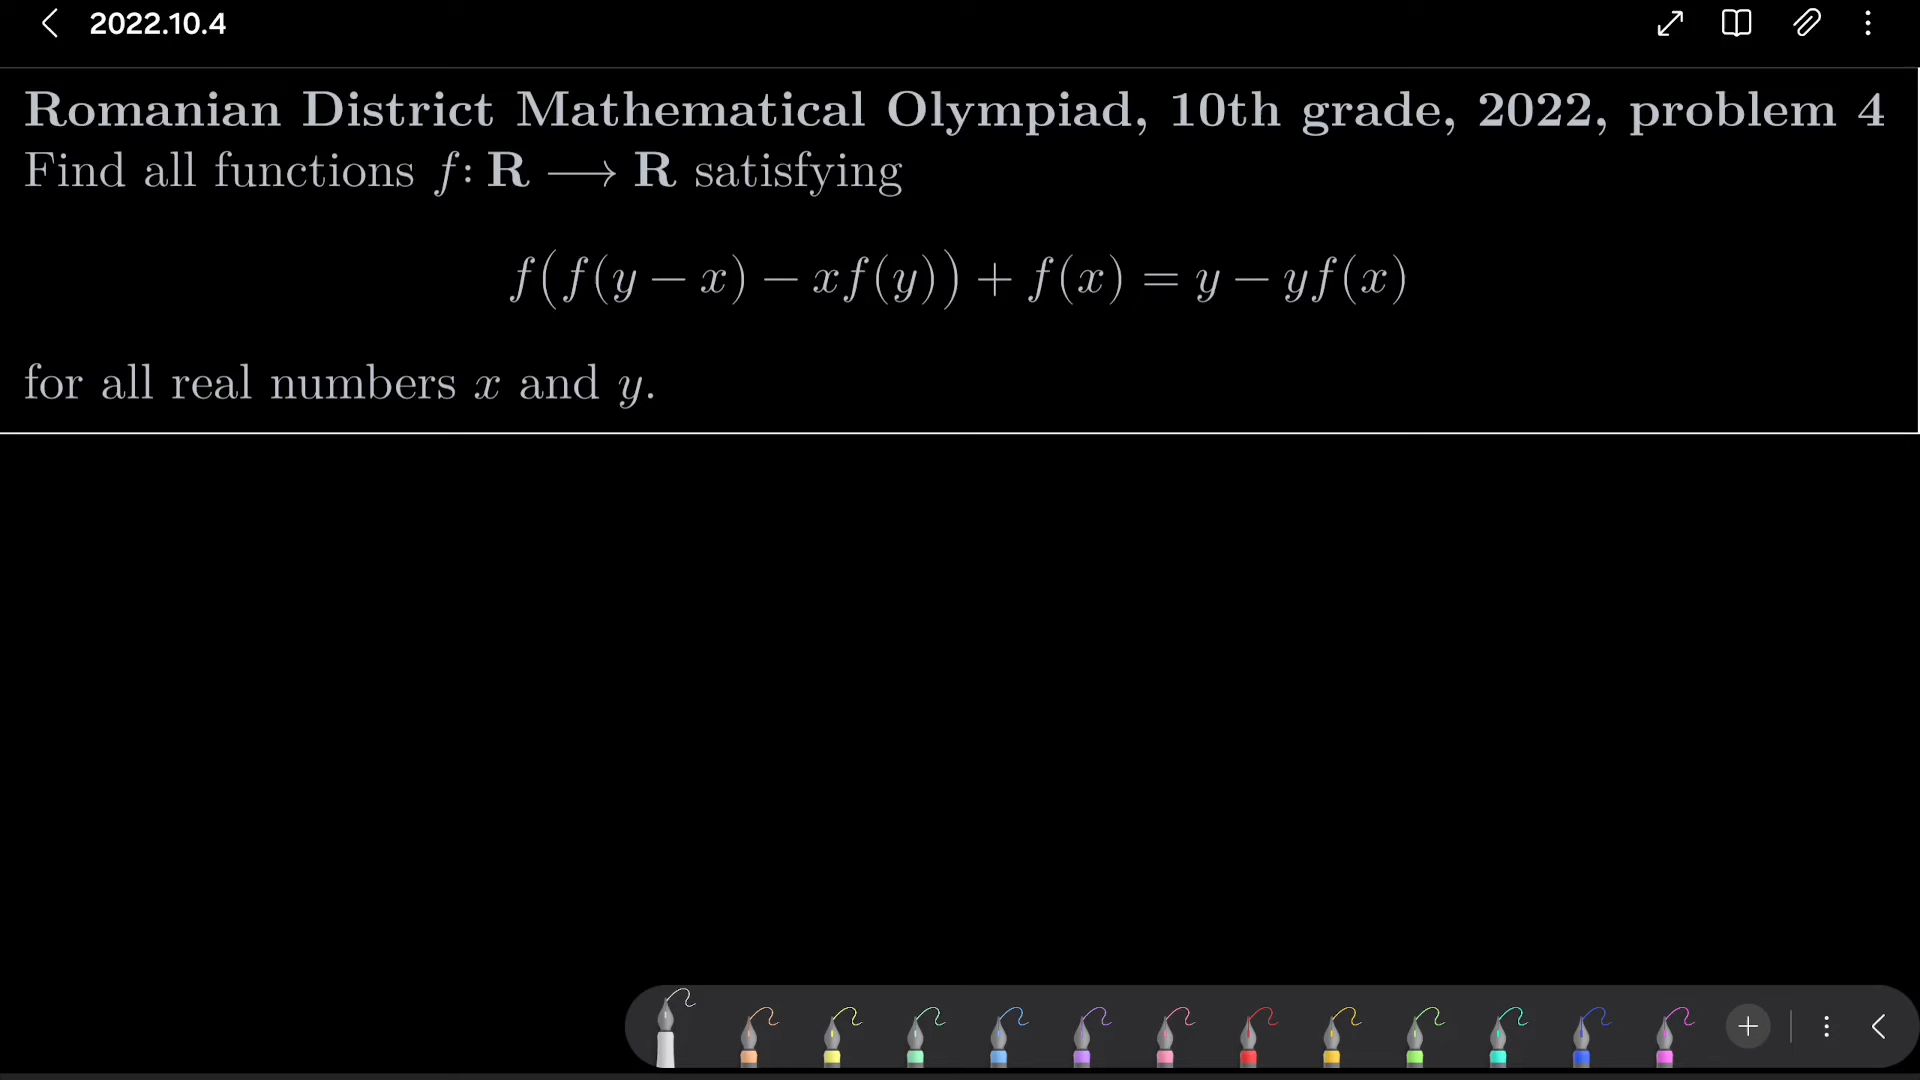 2022.10.4
Romanian District Mathematical Olympiad, 10th grade, 2022, problem 4
Find all functions f: R ⟶ R satisfying
f(f(y − x) − xf(y)) + f(x) = y − yf(x)
for all real numbers x and y.